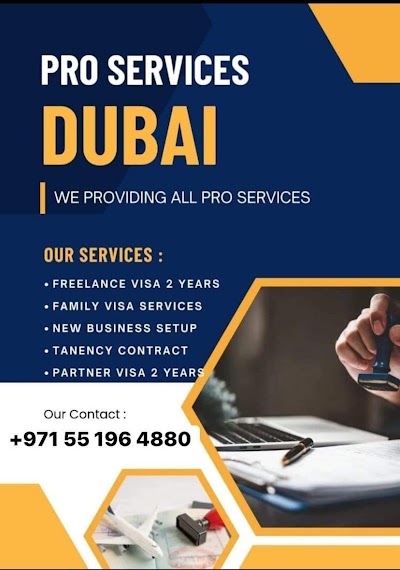 PRO SERVICES
DUBAI
WE PROVIDING ALL PRO SERVICES
OUR SERVICES :
• FREELANCE VISA 2 YEARS
• FAMILY VISA SERVICES
• NEW BUSINESS SETUP
• TANENCY CONTRACT
• PARTNER VISA 2 YEARS
Our Contact :
+971 55 196 4880